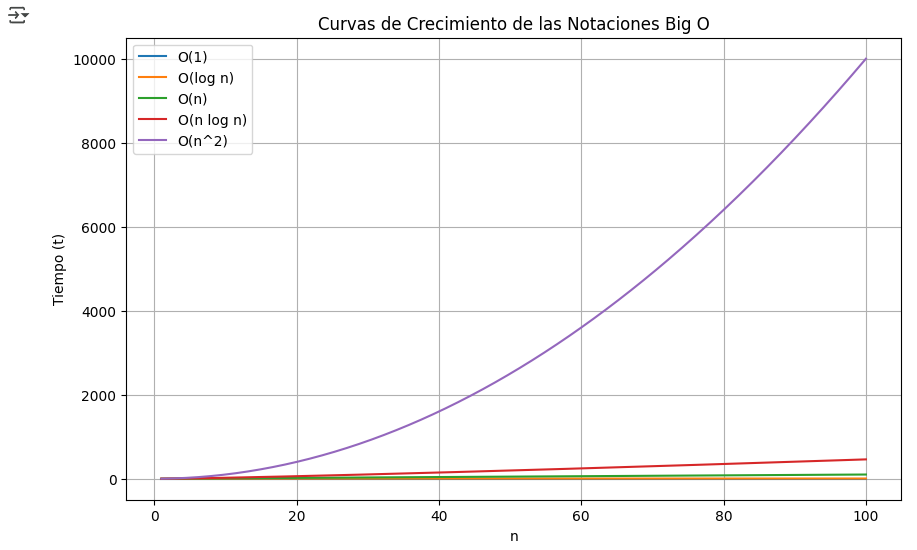 Curvas de Crecimiento de las Notaciones Big O
O(1)
O(log n)
O(n)
O(n log n)
O(n^2)
10000
8000
6000
4000
2000
0
Tiempo (t)
0 20 40 60 80 100
n